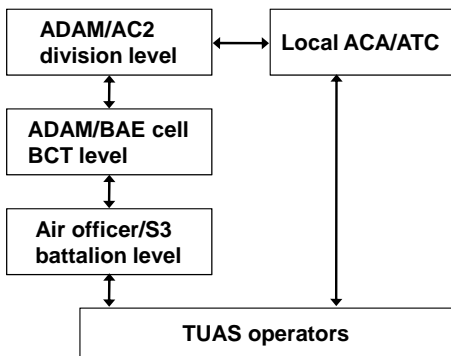 ADAM/AC2
division level
Local ACA/ATC
ADAM/BAE cell
BCT level
Air officer/S3
battalion level
TUAS operators